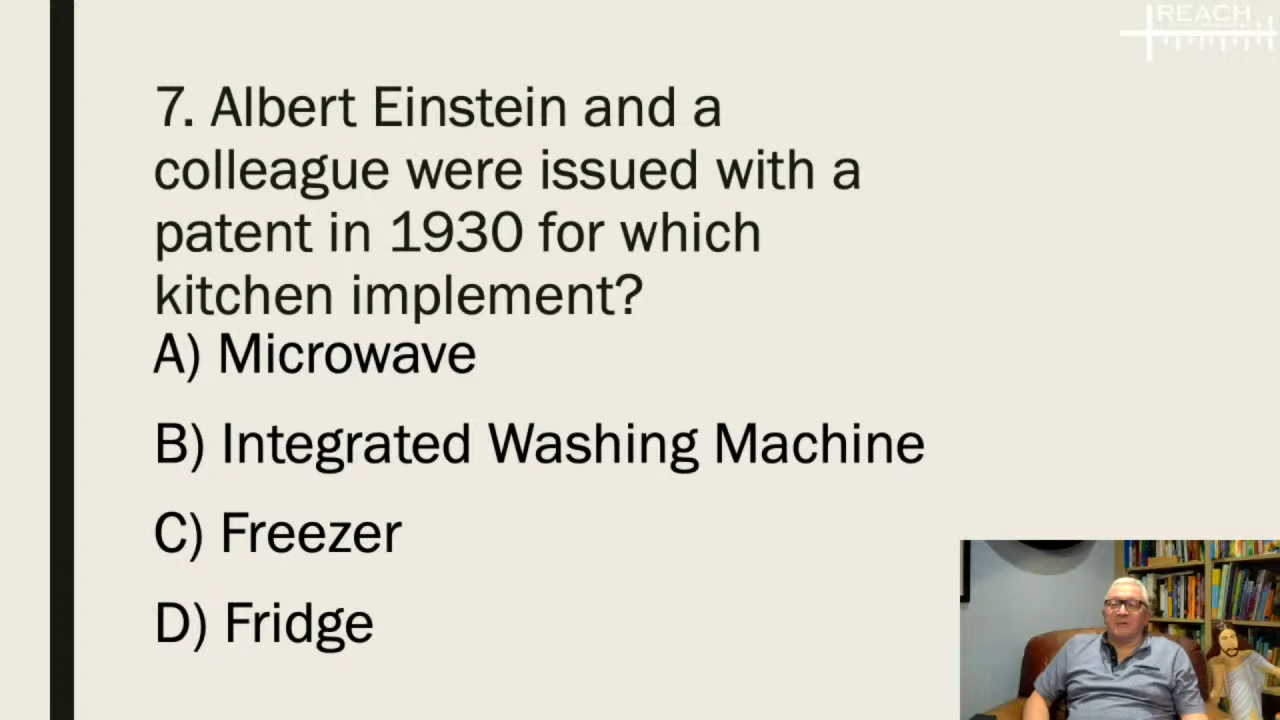 REACH
7. Albert Einstein and a
colleague were issued with a
patent in 1930 for which
kitchen implement?
A) Microwave
B) Integrated Washing Machine
C) Freezer
D) Fridge